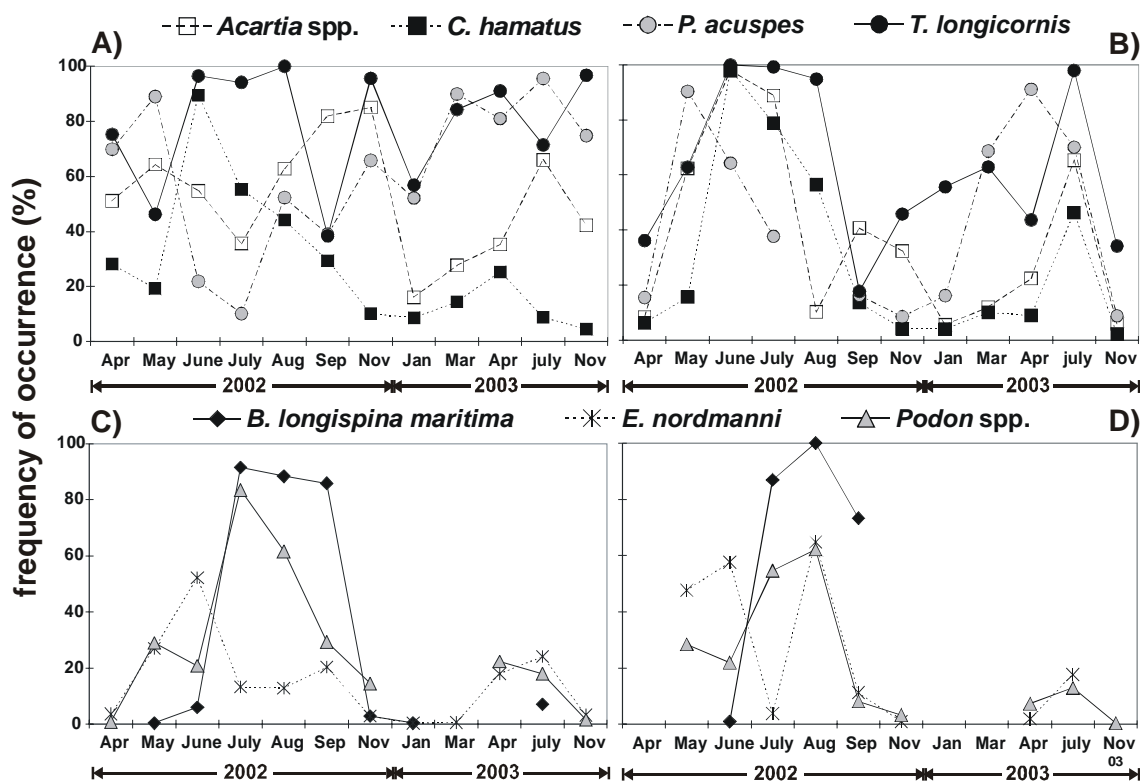 Acartia spp. C. hamatus P. acuspes T. longicornis
A) B)
frequency of occurrence (%)
100
80
60
40
20
0
Apr May June July Aug Sep Nov Jan Mar Apr july Nov
2002 2003
Apr May June July Aug Sep Nov Jan Mar Apr july Nov
2002 2003
B. longispina maritima E. nordmanni Podon spp.
C) D)
100
80
60
40
20
0
Apr May June July Aug Sep Nov Jan Mar Apr july Nov
2002 2003
Apr May June July Aug Sep Nov Jan Mar Apr july Nov
03
2002 2003